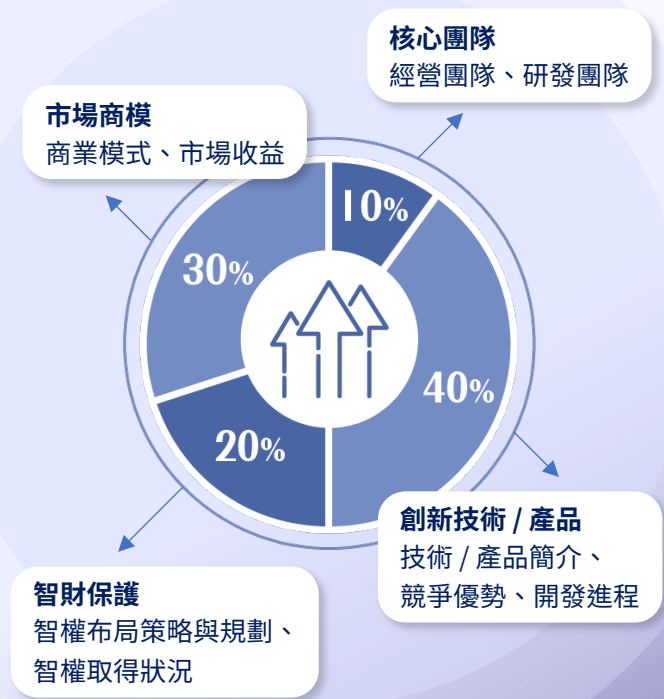 核心團隊
經營團隊、研發團隊
市場商模
商業模式、市場收益
10%
30%
40%
20%
創新技術 / 產品
技術 / 產品簡介、
競爭優勢、開發進程
智財保護
智權布局策略與規劃、
智權取得狀況